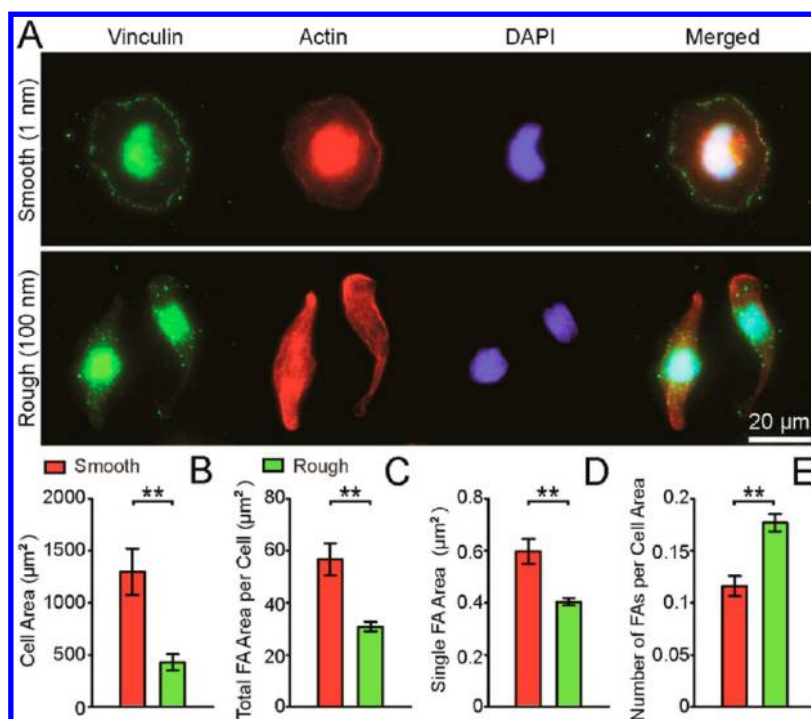 A
Vinculin Actin DAPI Merged
Smooth (1 nm)
Rough (100 nm)
20 µm
Smooth Rough
B
Cell Area (µm²)
2000
1500
1000
500
0
**
C
Total FA Area per Cell (µm²)
80
60
40
20
0
**
D
Single FA Area (µm²)
0.8
0.6
0.4
0.2
0
**
E
Number of FAs per Cell Area
0.2
0.15
0.1
0.05
0
**